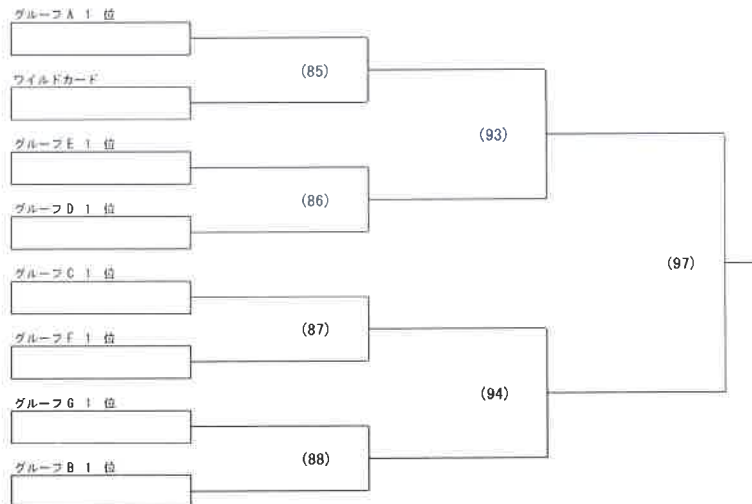 グループA 1 位
(85)
ワイルドカード
(93)
グループE 1 位
(86)
グループD 1 位
(97)
グループC 1 位
(87)
グループF 1 位
(94)
グループG 1 位
(88)
グループB 1 位